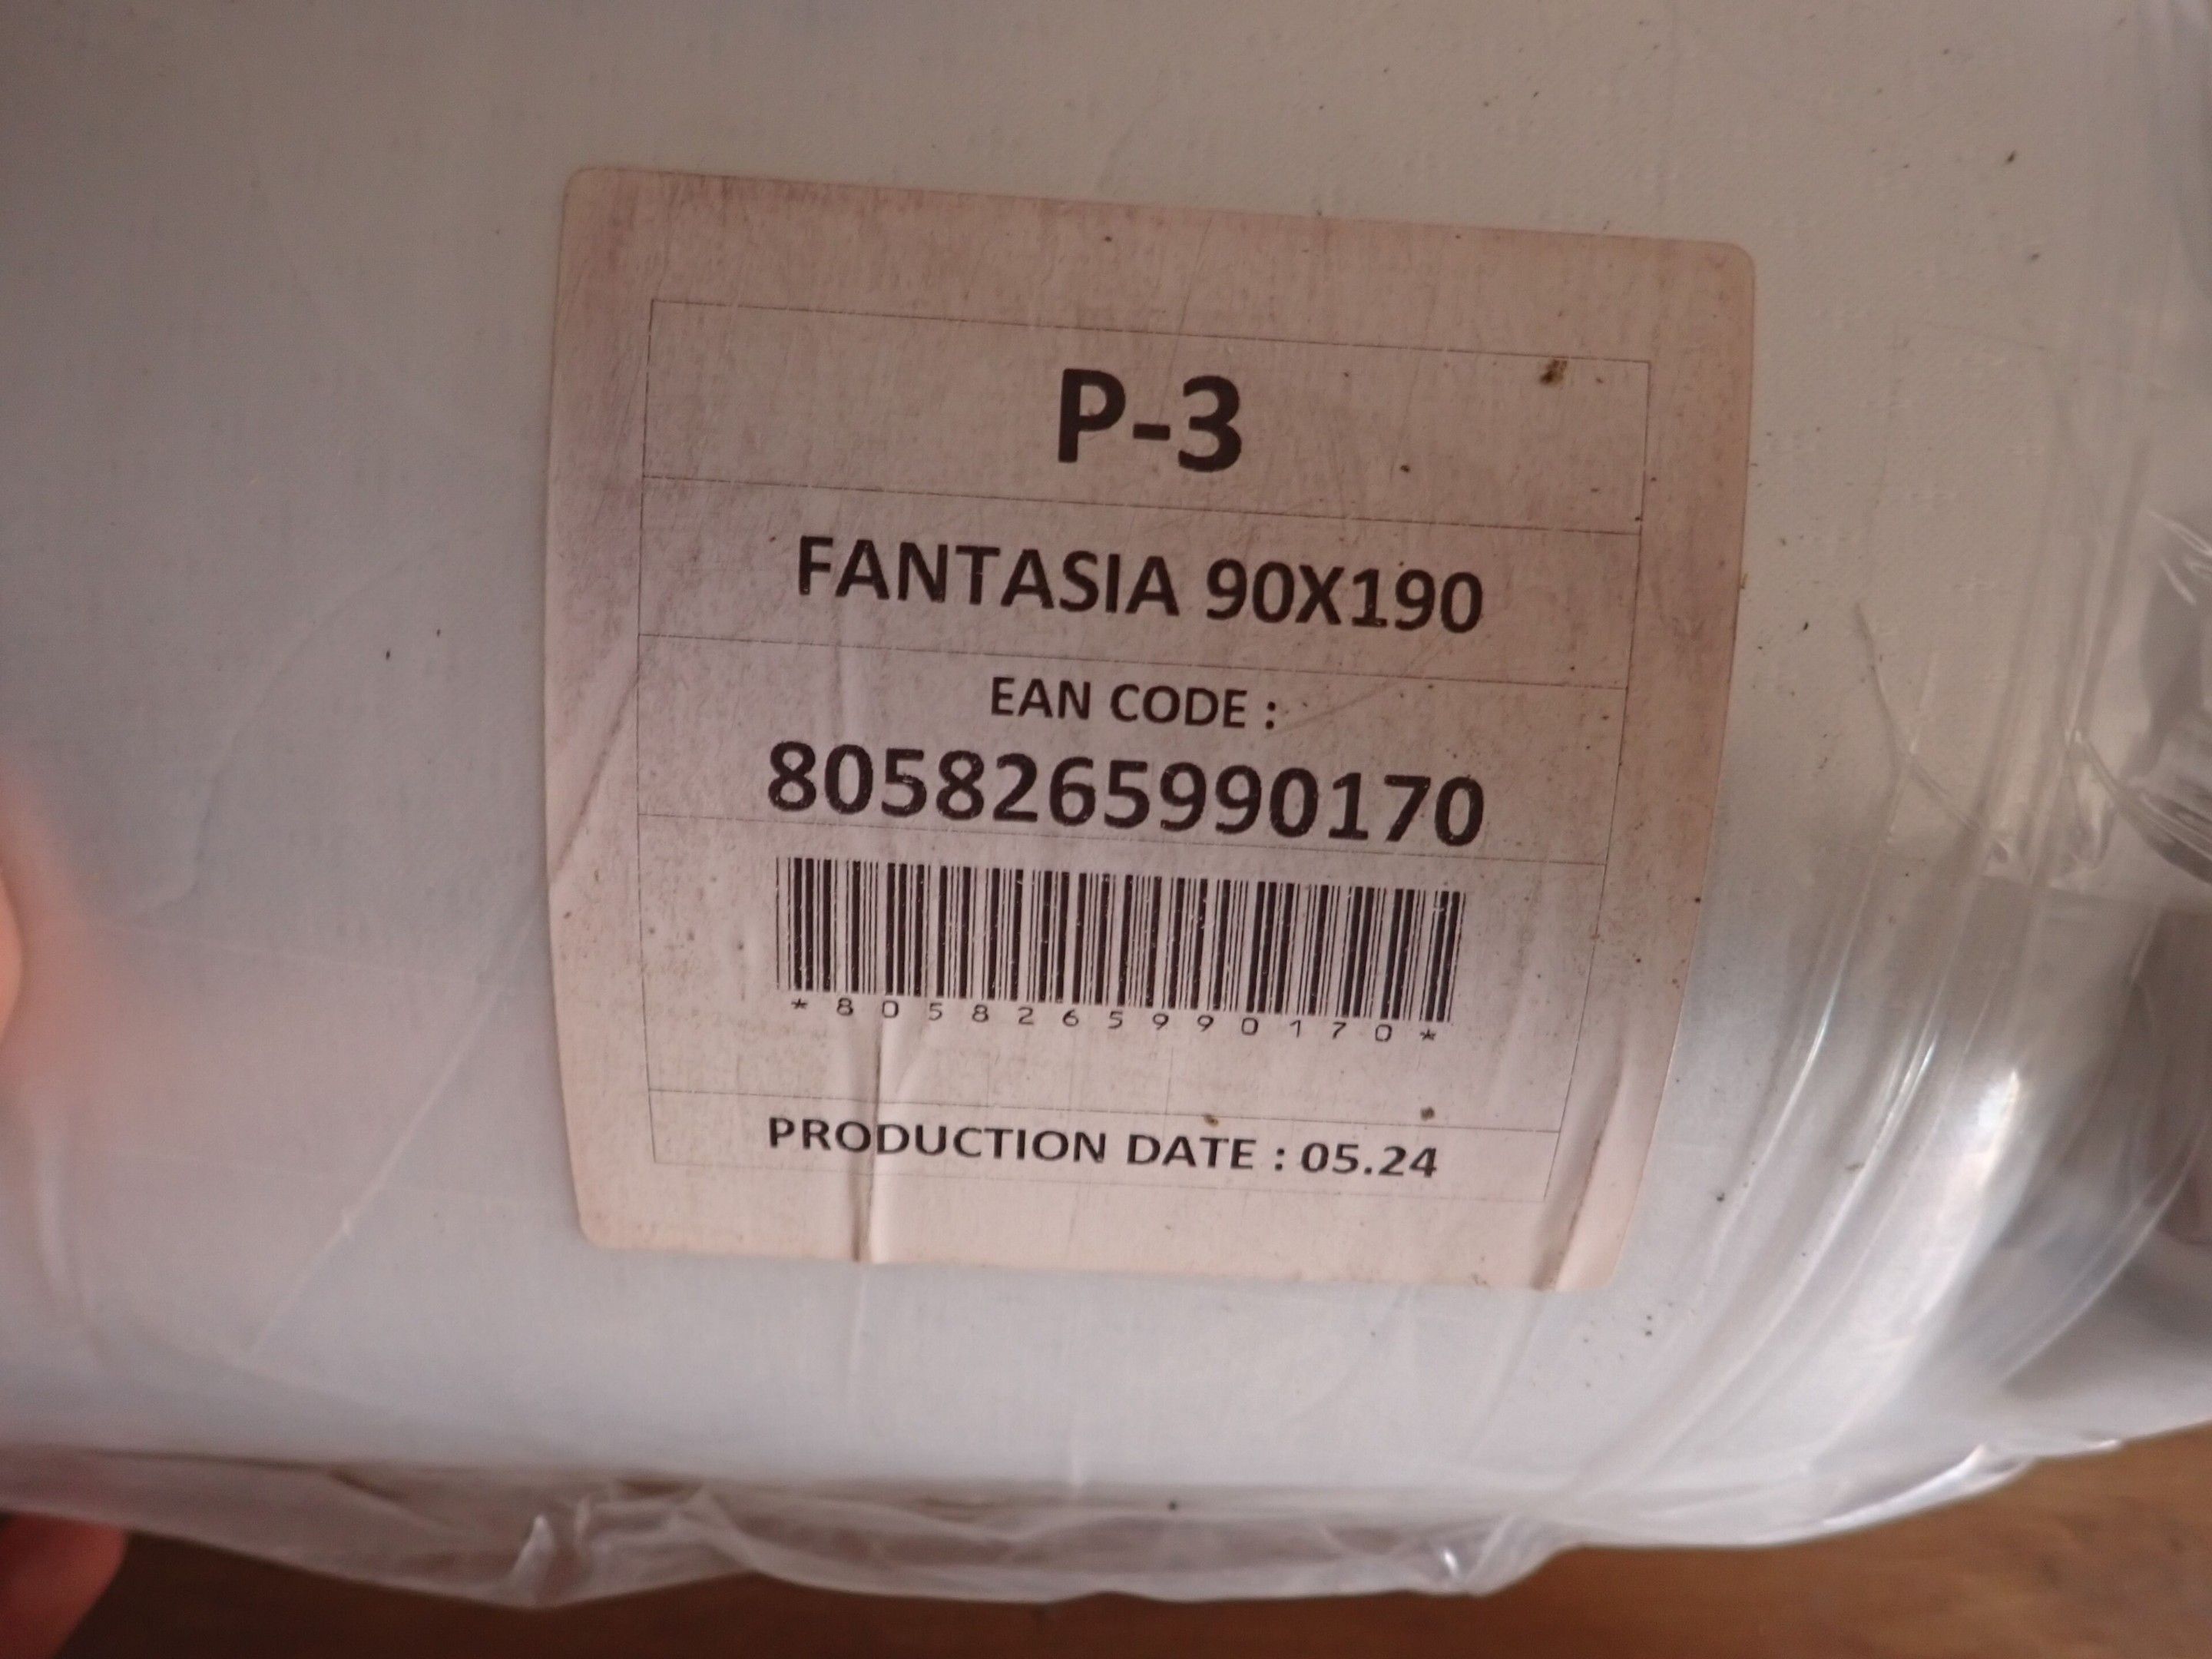 P-3
FANTASIA 90X190
EAN CODE :
8058265990170
*8058265990170*
PRODUCTION DATE : 05.24